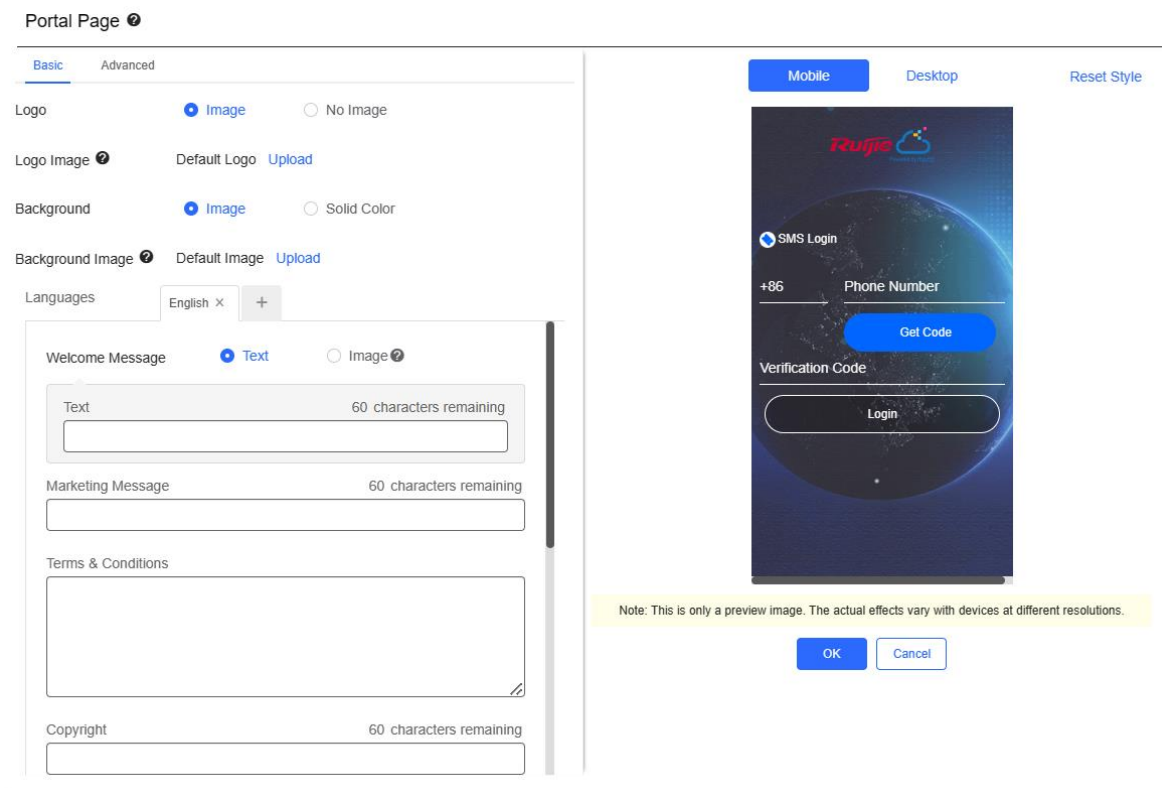 Portal Page
Basic Advanced
Logo Image No Image
Logo Image Default Logo Upload
Background Image Solid Color
Background Image Default Image Upload
Languages English × +
Welcome Message Text Image
Text 60 characters remaining
Marketing Message 60 characters remaining
Terms & Conditions
Copyright 60 characters remaining
Mobile Desktop Reset Style
Ruijie
SMS Login
+86 Phone Number
Get Code
Verification Code
Login
Note: This is only a preview image. The actual effects vary with devices at different resolutions.
OK Cancel